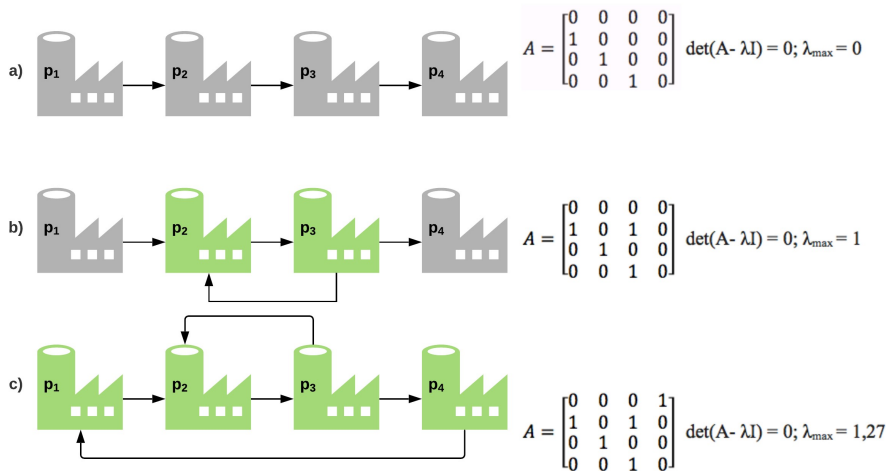 a) p1 p2 p3 p4
A = [0 0 0 0
1 0 0 0
0 1 0 0
0 0 1 0] det(A- λI) = 0; λmax = 0
b) p1 p2 p3 p4
A = [0 0 0 0
1 0 1 0
0 1 0 0
0 0 1 0] det(A- λI) = 0; λmax = 1
c) p1 p2 p3 p4
A = [0 0 0 1
1 0 1 0
0 1 0 0
0 0 1 0] det(A- λI) = 0; λmax = 1,27